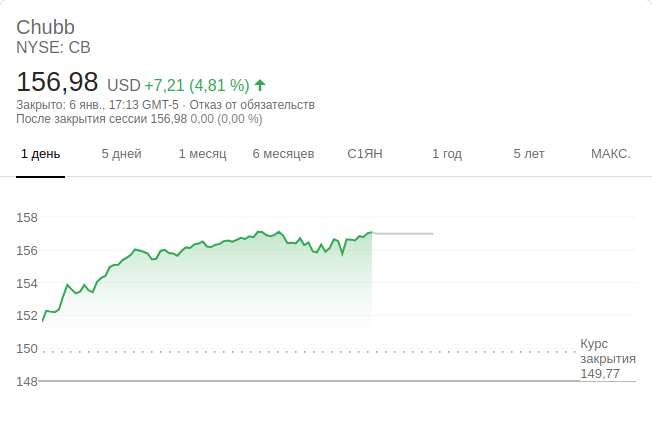 Chubb
NYSE: CB
156,98 USD +7,21 (4,81 %)
Закрыто: 6 янв., 17:13 GMT-5 · Отказ от обязательств
После закрытия сессии 156,98 0,00 (0,00 %)
1 день 5 дней 1 месяц 6 месяцев С1ЯН 1 год 5 лет МАКС.
158
156
154
152
150
Курс
закрытия
149,77
148